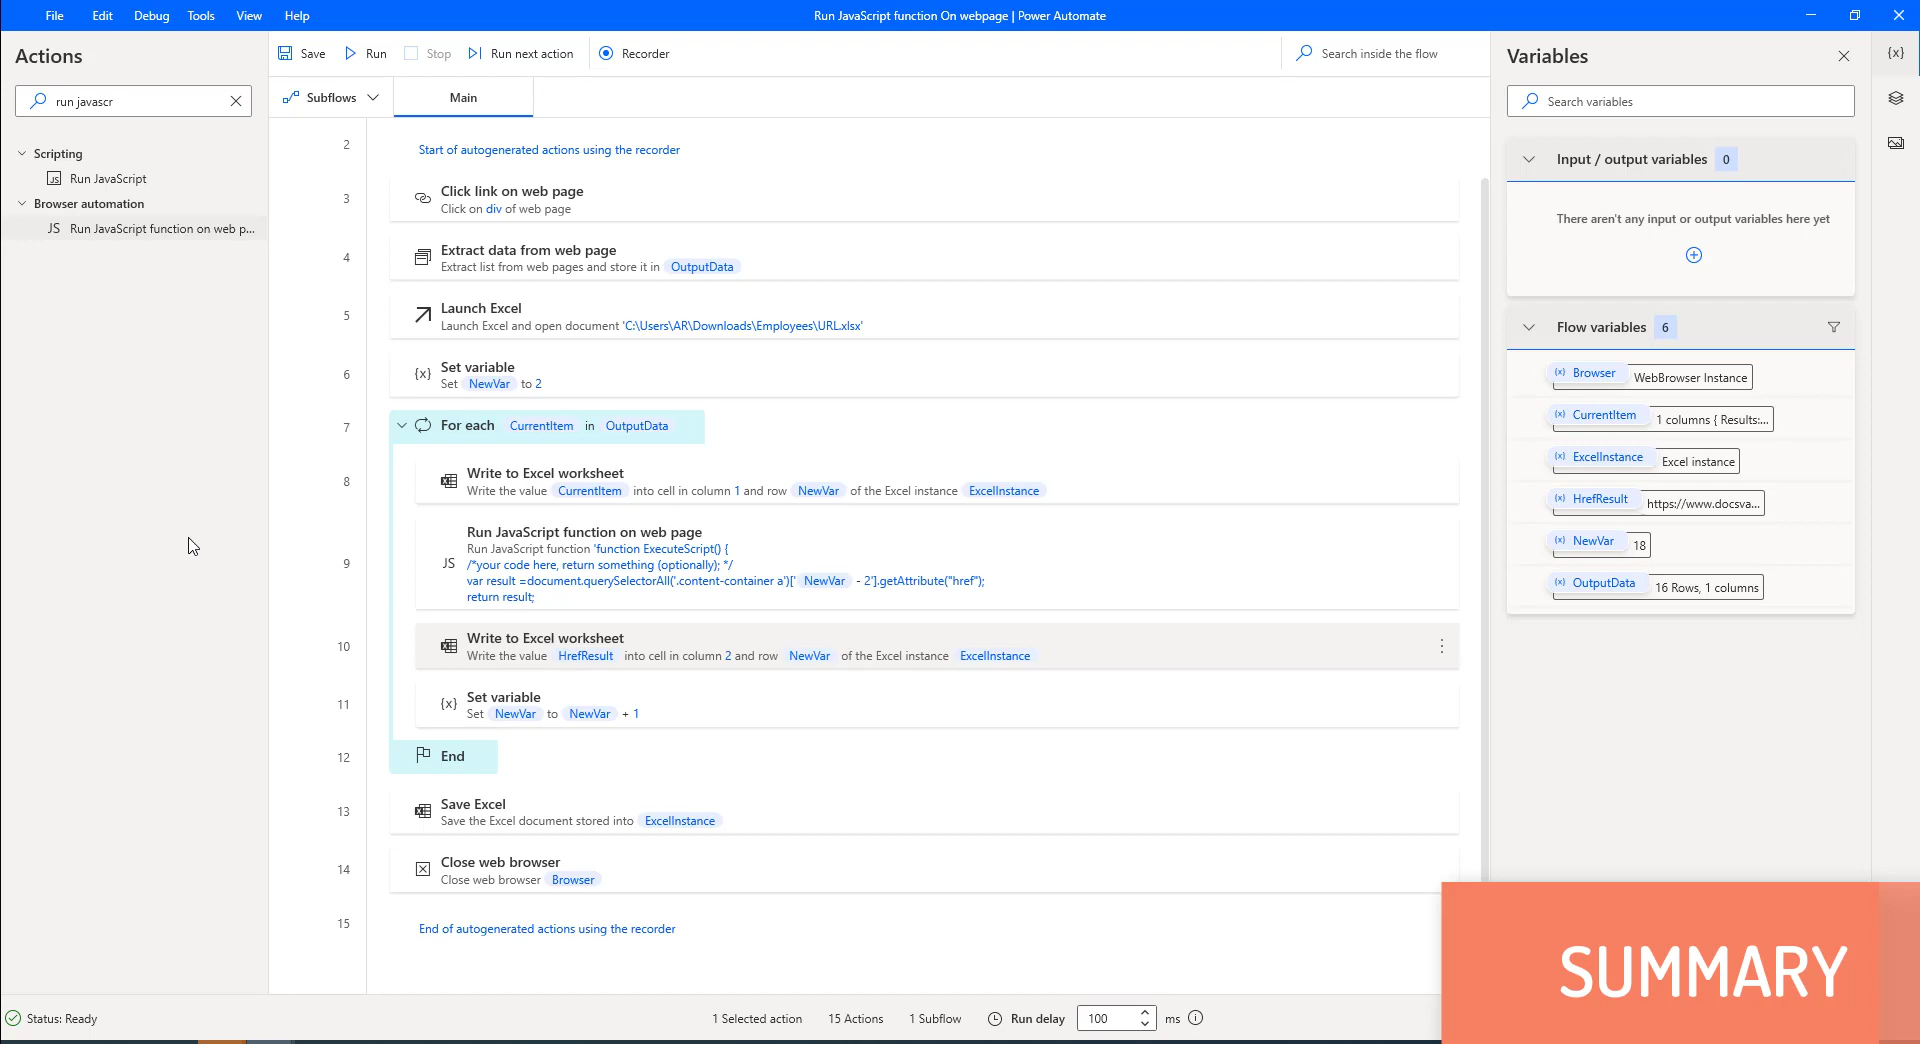 File Edit Debug Tools View Help
Run JavaScript function On webpage | Power Automate
Actions
run javascr
Scripting
JS Run JavaScript
Browser automation
JS Run JavaScript function on web p...
Save Run Stop Run next action Recorder
Search inside the flow
Subflows
Main
2
Start of autogenerated actions using the recorder
3
Click link on web page
Click on div of web page
4
Extract data from web page
Extract list from web pages and store it in OutputData
5
Launch Excel
Launch Excel and open document 'C:\Users\AR\Downloads\Employees\URL.xlsx'
6
{x} Set variable
Set NewVar to 2
7
For each CurrentItem in OutputData
8
Write to Excel worksheet
Write the value CurrentItem into cell in column 1 and row NewVar of the Excel instance ExcelInstance
9
JS
Run JavaScript function on web page
Run JavaScript function 'function ExecuteScript() {
/*your code here, return something (optionally); */
var result =document.querySelectorAll('.content-container a')[' NewVar - 2'].getAttribute("href");
return result;
10
Write to Excel worksheet
Write the value HrefResult into cell in column 2 and row NewVar of the Excel instance ExcelInstance
11
{x} Set variable
Set NewVar to NewVar + 1
12
End
13
Save Excel
Save the Excel document stored into ExcelInstance
14
Close web browser
Close web browser Browser
15
End of autogenerated actions using the recorder
Variables
{x}
Search variables
Input / output variables 0
There aren't any input or output variables here yet
Flow variables 6
(x) Browser WebBrowser Instance
(x) CurrentItem 1 columns { Results:...
(x) ExcelInstance Excel instance
(x) HrefResult https://www.docsva...
(x) NewVar 18
(x) OutputData 16 Rows, 1 columns
SUMMARY
Status: Ready
1 Selected action 15 Actions 1 Subflow Run delay 100 ms